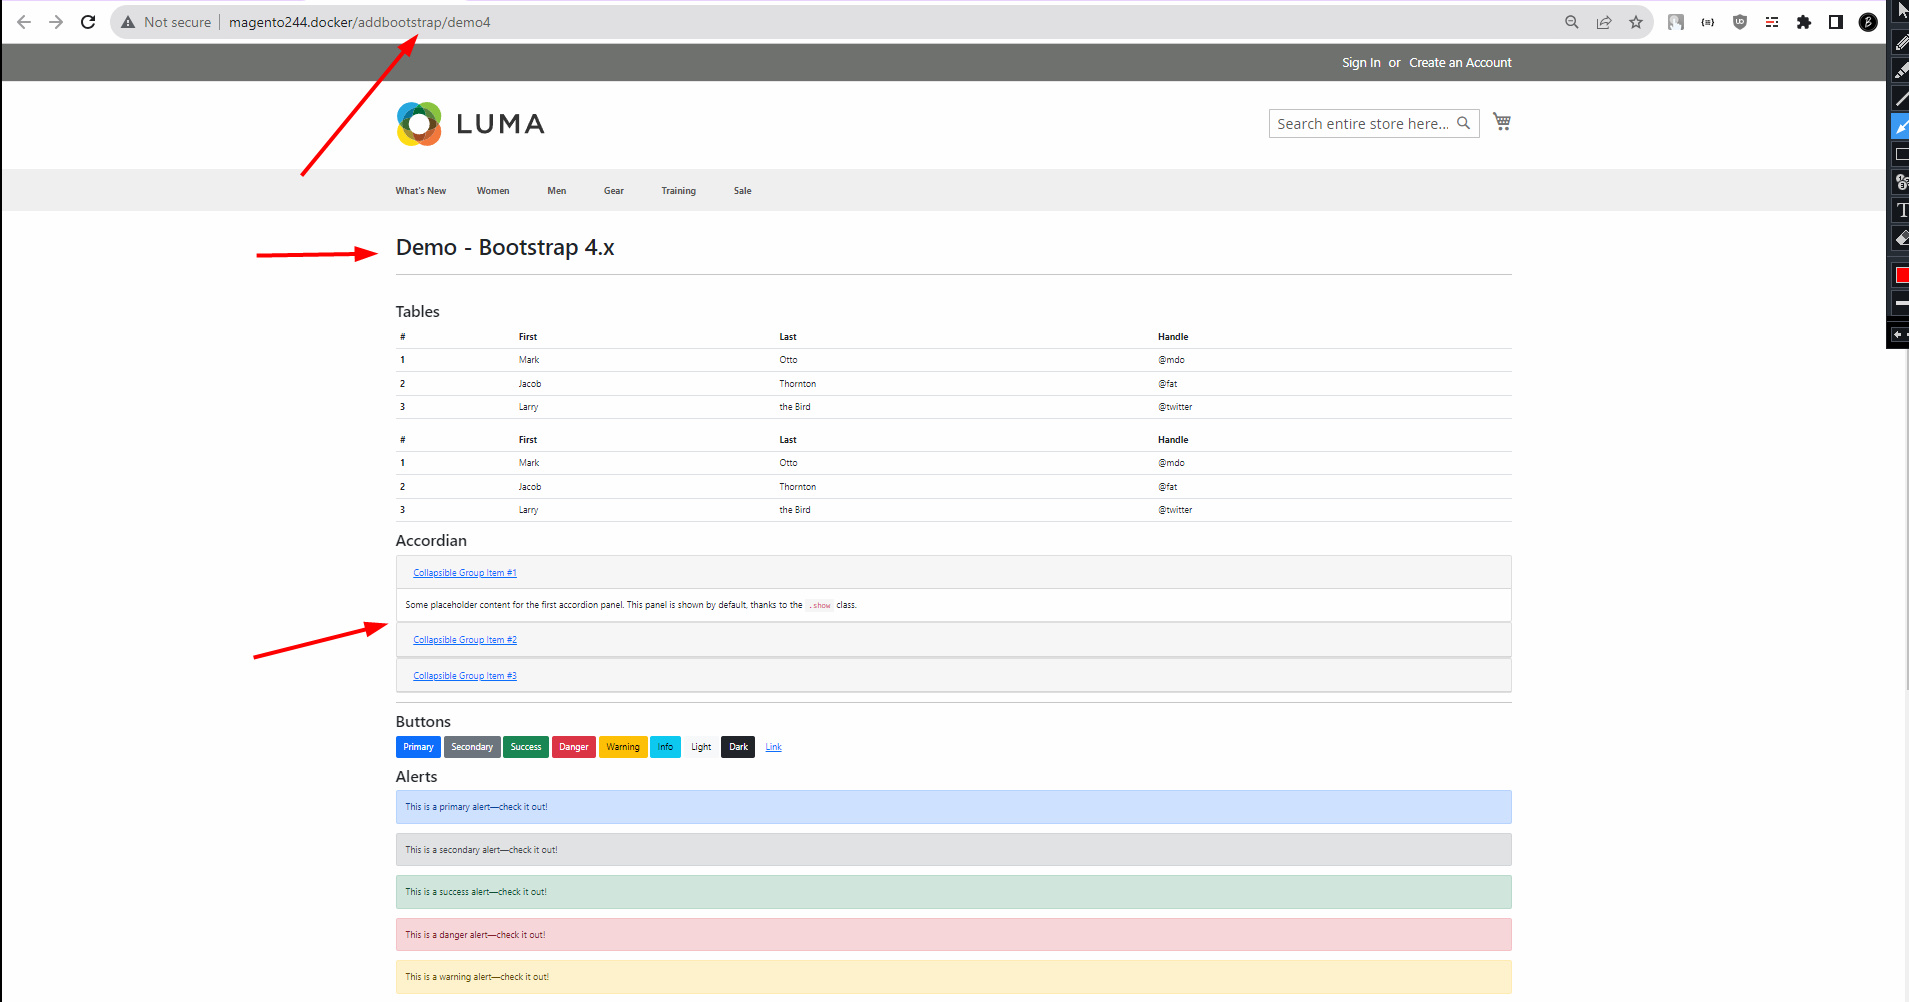 Not secure | magento244.docker/addbootstrap/demo4
Sign In or Create an Account
LUMA
Search entire store here...
What's New Women Men Gear Training Sale
Demo - Bootstrap 4.x
Tables
# First Last Handle
1 Mark Otto @mdo
2 Jacob Thornton @fat
3 Larry the Bird @twitter
# First Last Handle
1 Mark Otto @mdo
2 Jacob Thornton @fat
3 Larry the Bird @twitter
Accordian
Collapsible Group Item #1
Some placeholder content for the first accordion panel. This panel is shown by default, thanks to the .show class.
Collapsible Group Item #2
Collapsible Group Item #3
Buttons
Primary Secondary Success Danger Warning Info Light Dark Link
Alerts
This is a primary alert—check it out!
This is a secondary alert—check it out!
This is a success alert—check it out!
This is a danger alert—check it out!
This is a warning alert—check it out!